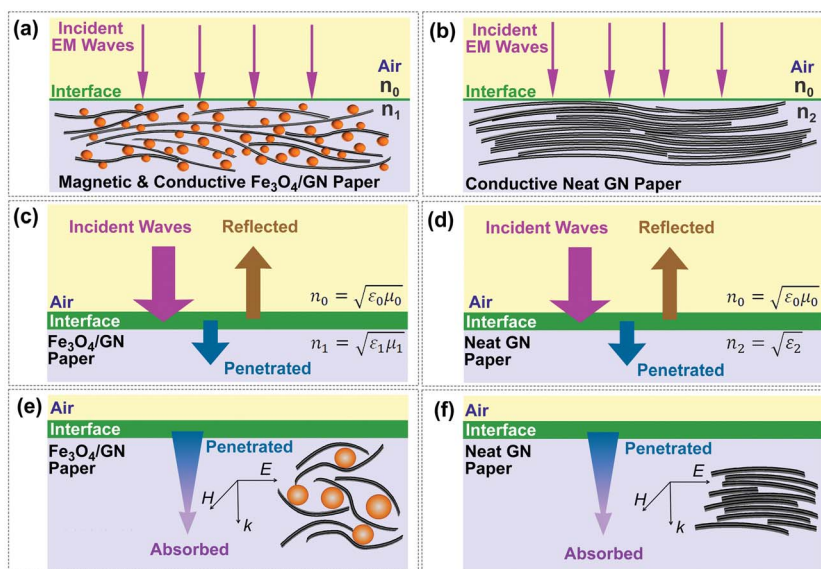 (a)
Incident
EM Waves
Air
n0
Interface
n1
Magnetic & Conductive Fe3O4/GN Paper
(b)
Incident
EM Waves
Air
n0
Interface
n2
Conductive Neat GN Paper
(c)
Incident Waves
Reflected
Air
n0 = √ε0μ0
Interface
Fe3O4/GN
Paper
n1 = √ε1μ1
Penetrated
(d)
Incident Waves
Reflected
Air
n0 = √ε0μ0
Interface
Neat GN
Paper
n2 = √ε2
Penetrated
(e)
Air
Interface
Fe3O4/GN
Paper
Penetrated
E
H
k
Absorbed
(f)
Air
Interface
Neat GN
Paper
Penetrated
E
H
k
Absorbed